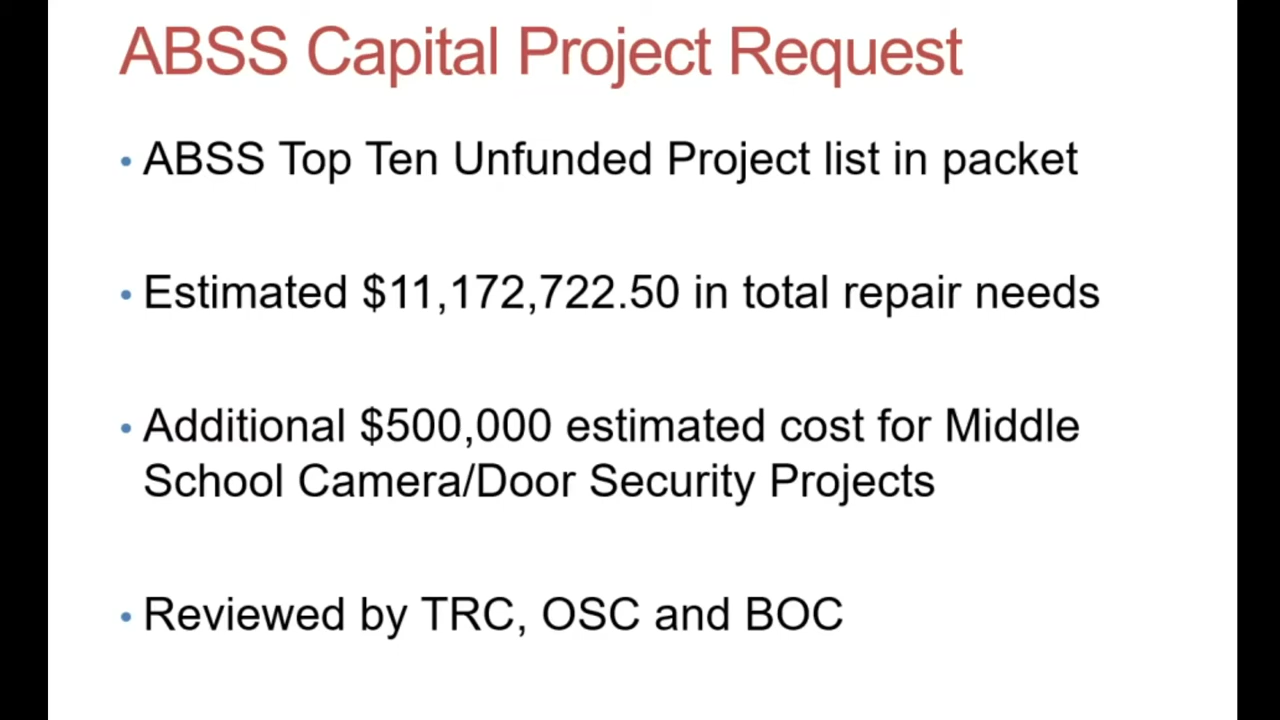 ABSS Capital Project Request
• ABSS Top Ten Unfunded Project list in packet
• Estimated $11,172,722.50 in total repair needs
• Additional $500,000 estimated cost for Middle
School Camera/Door Security Projects
• Reviewed by TRC, OSC and BOC